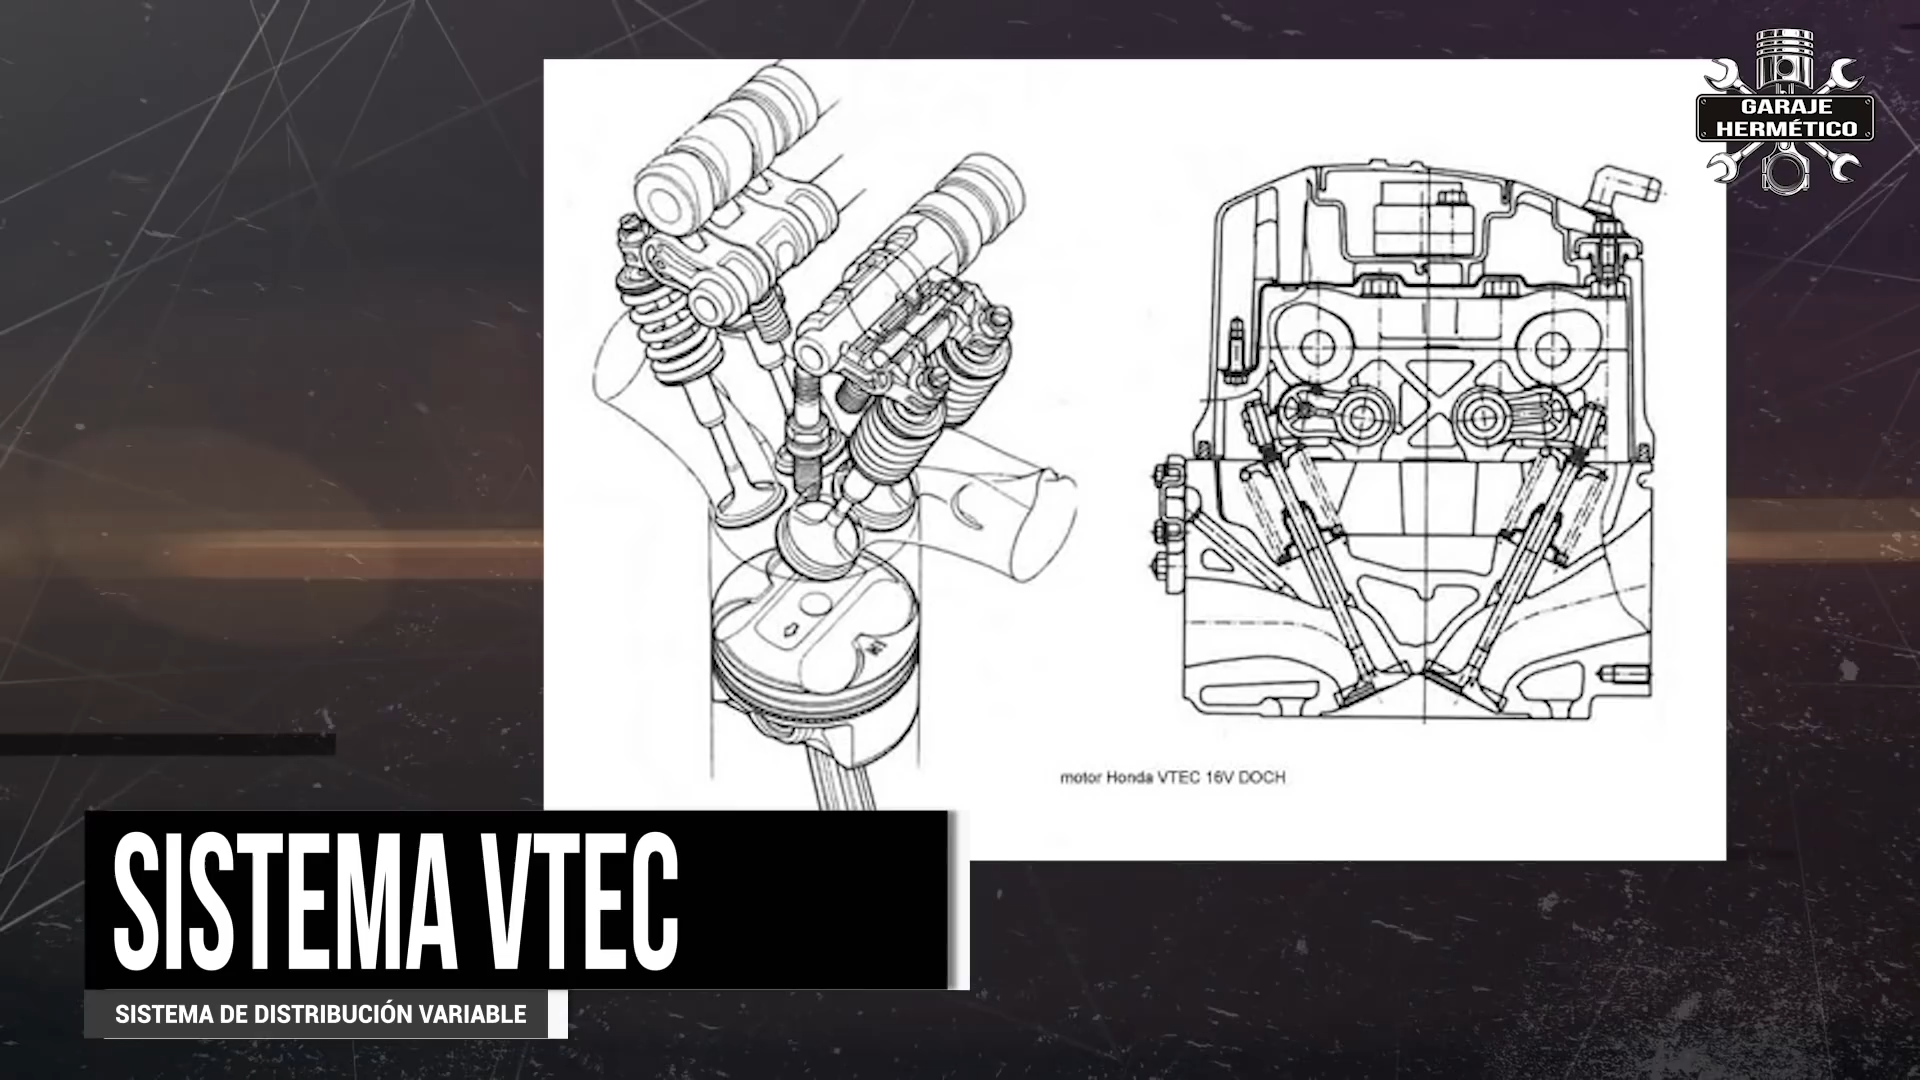 GARAJE
HERMÉTICO
motor Honda VTEC 16V DOCH
SISTEMA VTEC
SISTEMA DE DISTRIBUCIÓN VARIABLE